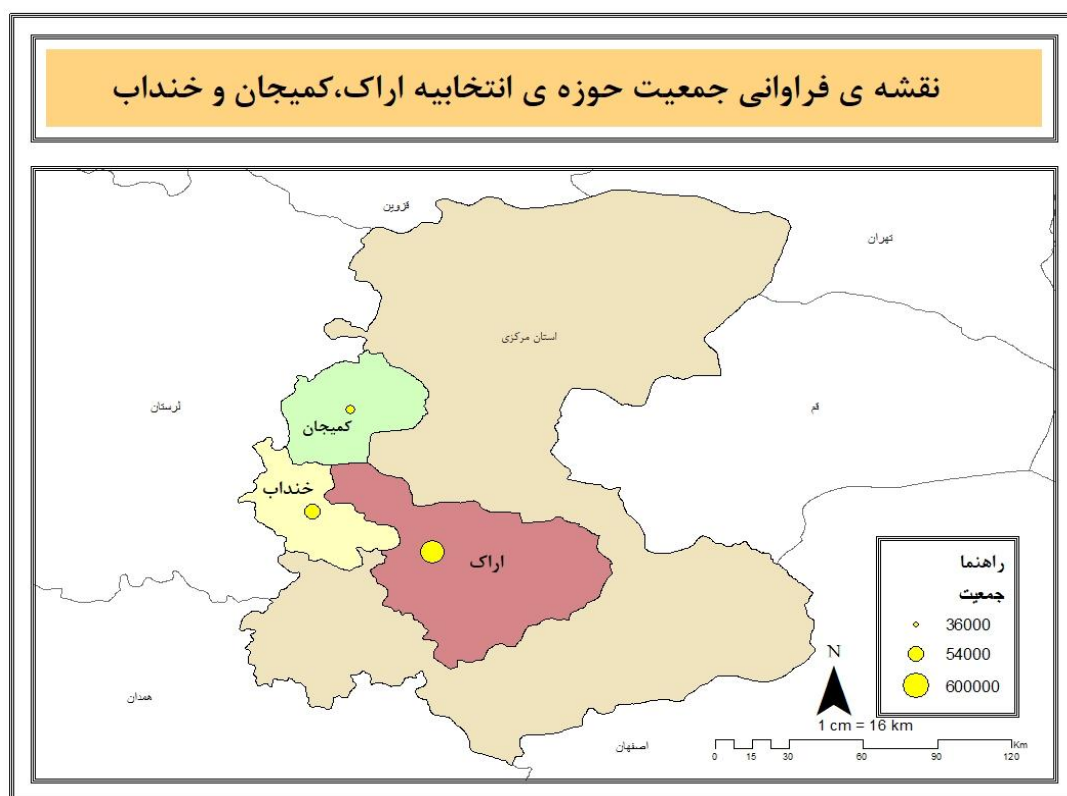 نقشه ی فراوانی جمعیت حوزه ی انتخابیه اراک،کمیجان و خنداب
قزوین
تهران
استان مرکزی
لرستان
قم
کمیجان
خنداب
اراک
راهنما
جمعیت
36000
54000
600000
N
1 cm = 16 km
همدان
اصفهان
Km
0 15 30 60 90 120